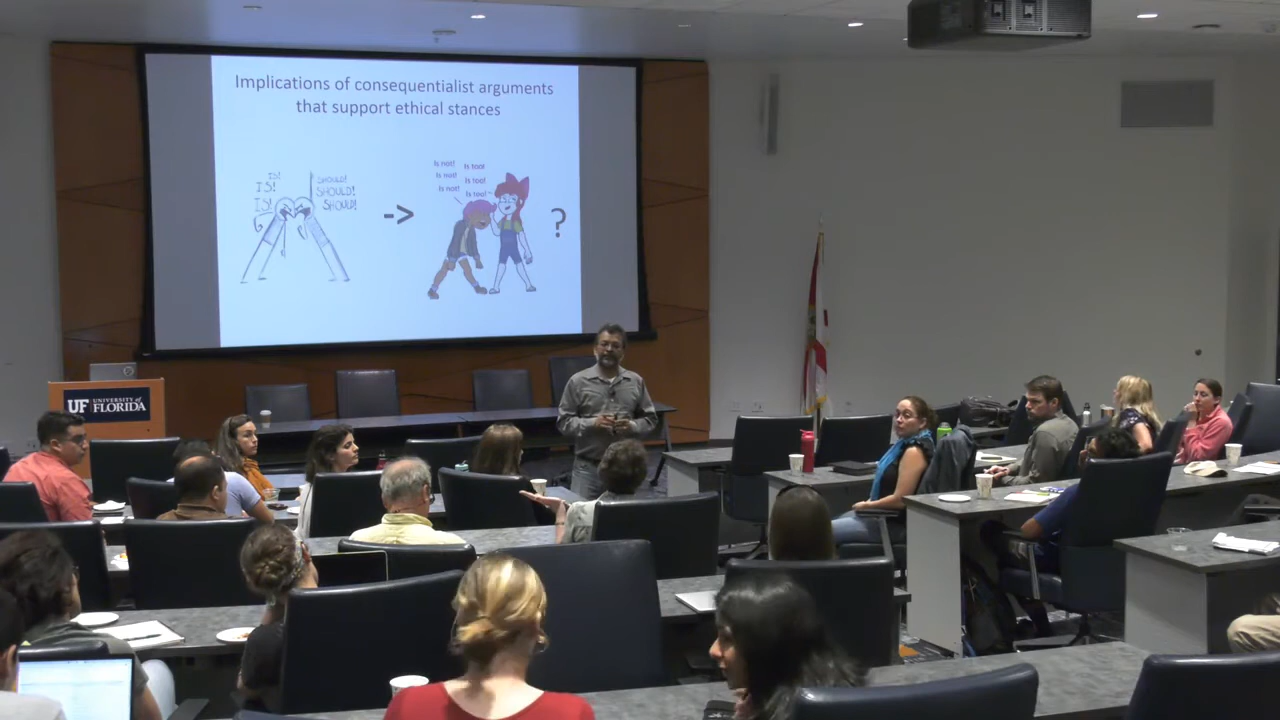 Implications of consequentialist arguments
that support ethical stances
IS!
IS!
IS!
SHOULD!
SHOULD!
SHOULD!
->
Is not!
Is not!
Is not!
Is too!
Is too!
Is too!
?
UF UNIVERSITY of
FLORIDA